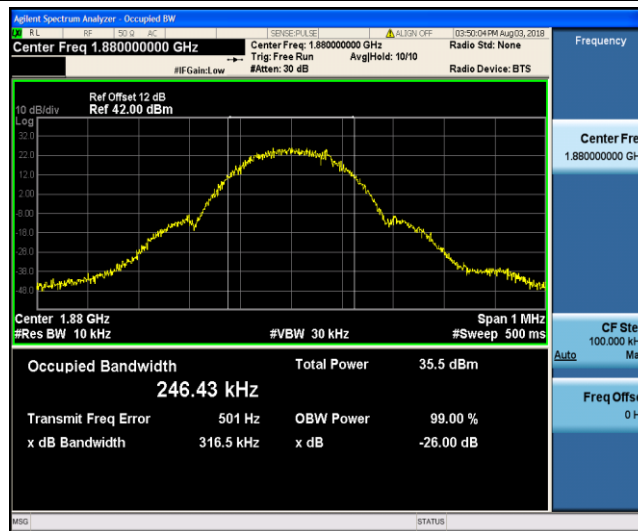 Agilent Spectrum Analyzer - Occupied BW
RL RF 50 Ω AC SENSE:PULSE ALIGN OFF 03:50:04 PM Aug 03, 2018
Center Freq 1.880000000 GHz
Center Freq: 1.880000000 GHz
Radio Std: None
Trig: Free Run Avg|Hold: 10/10
#IFGain:Low #Atten: 30 dB Radio Device: BTS
Frequency
Ref Offset 12 dB
10 dB/div Ref 42.00 dBm
Log
32.0
22.0
12.0
2.00
-8.00
-18.0
-28.0
-38.0
-48.0
Center Fre
1.880000000 GH
Center 1.88 GHz Span 1 MHz
#Res BW 10 kHz #VBW 30 kHz #Sweep 500 ms
CF Ste
100.000 kH
Auto Ma
Occupied Bandwidth Total Power 35.5 dBm
246.43 kHz
Transmit Freq Error 501 Hz OBW Power 99.00 %
x dB Bandwidth 316.5 kHz x dB -26.00 dB
Freq Offse
0 H
MSG STATUS